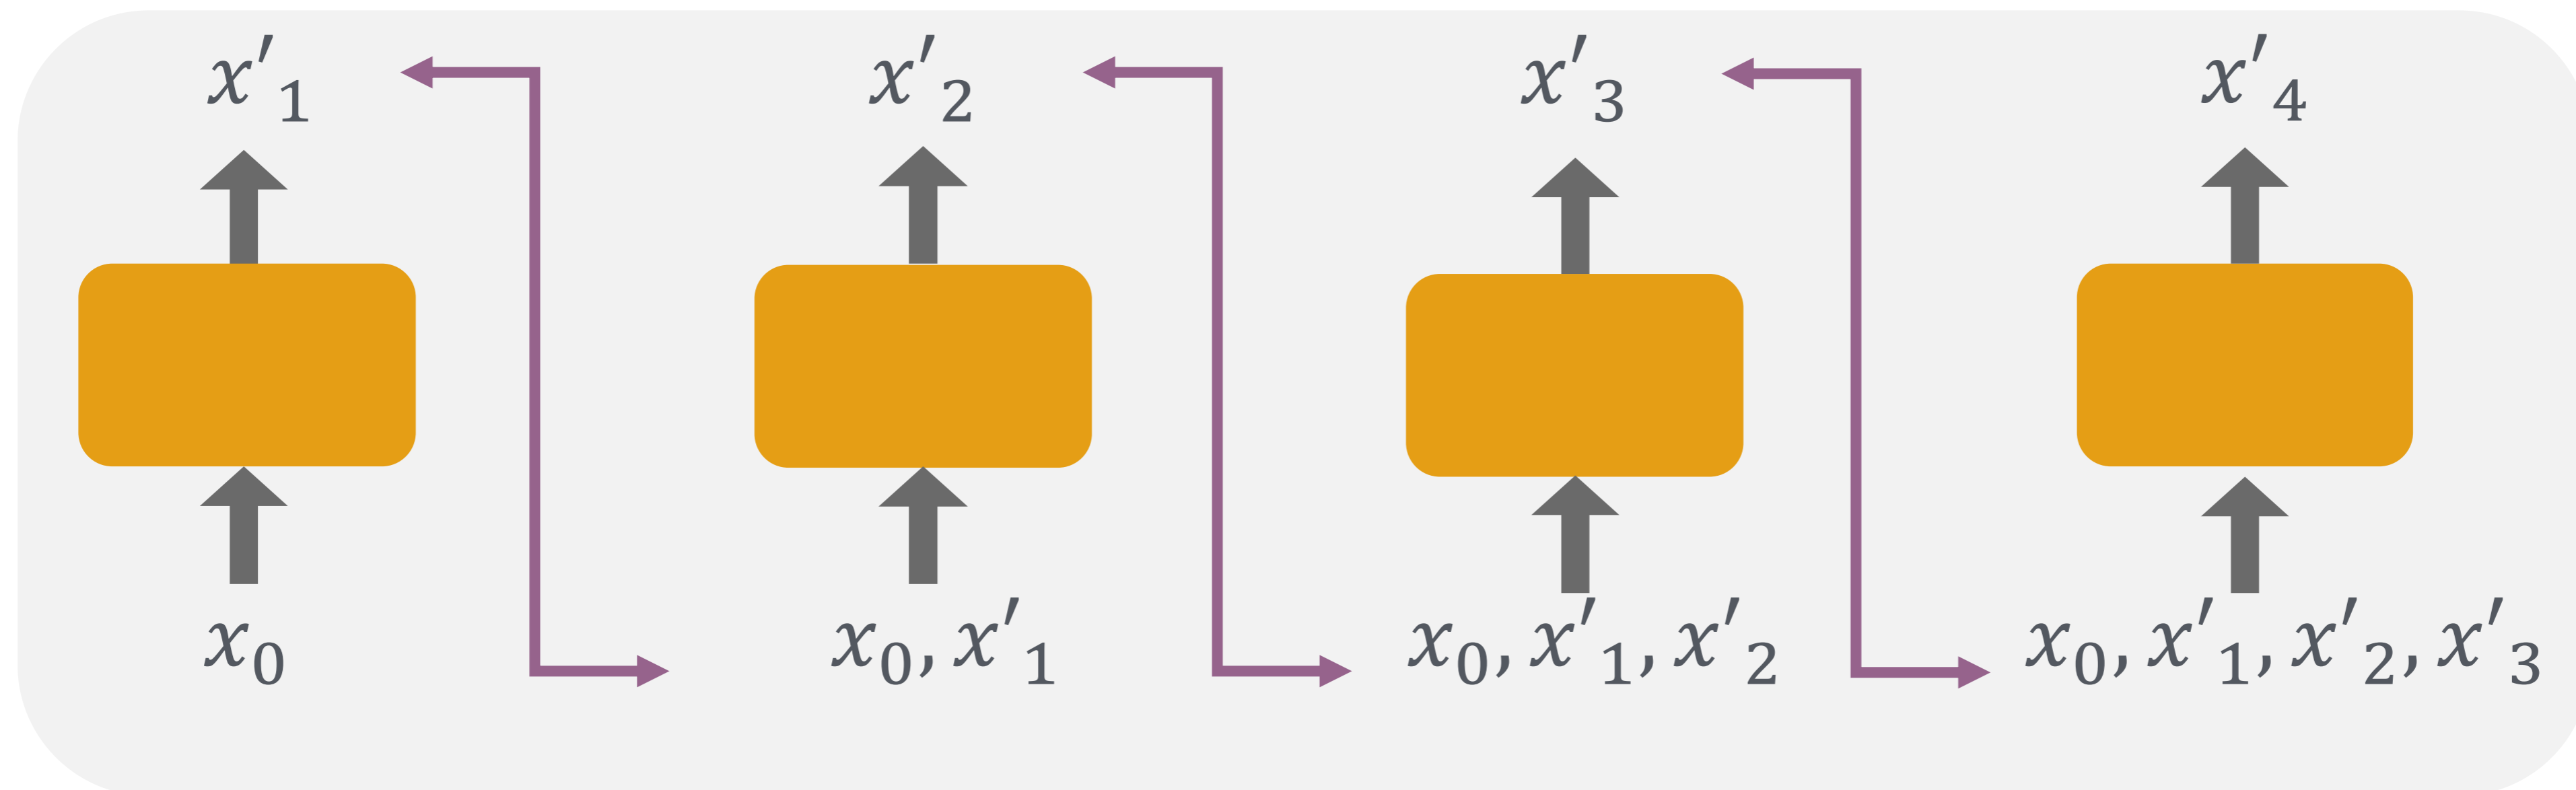 x′₁ x′₂ x′₃ x′₄
x₀ x₀, x′₁ x₀, x′₁, x′₂ x₀, x′₁, x′₂, x′₃